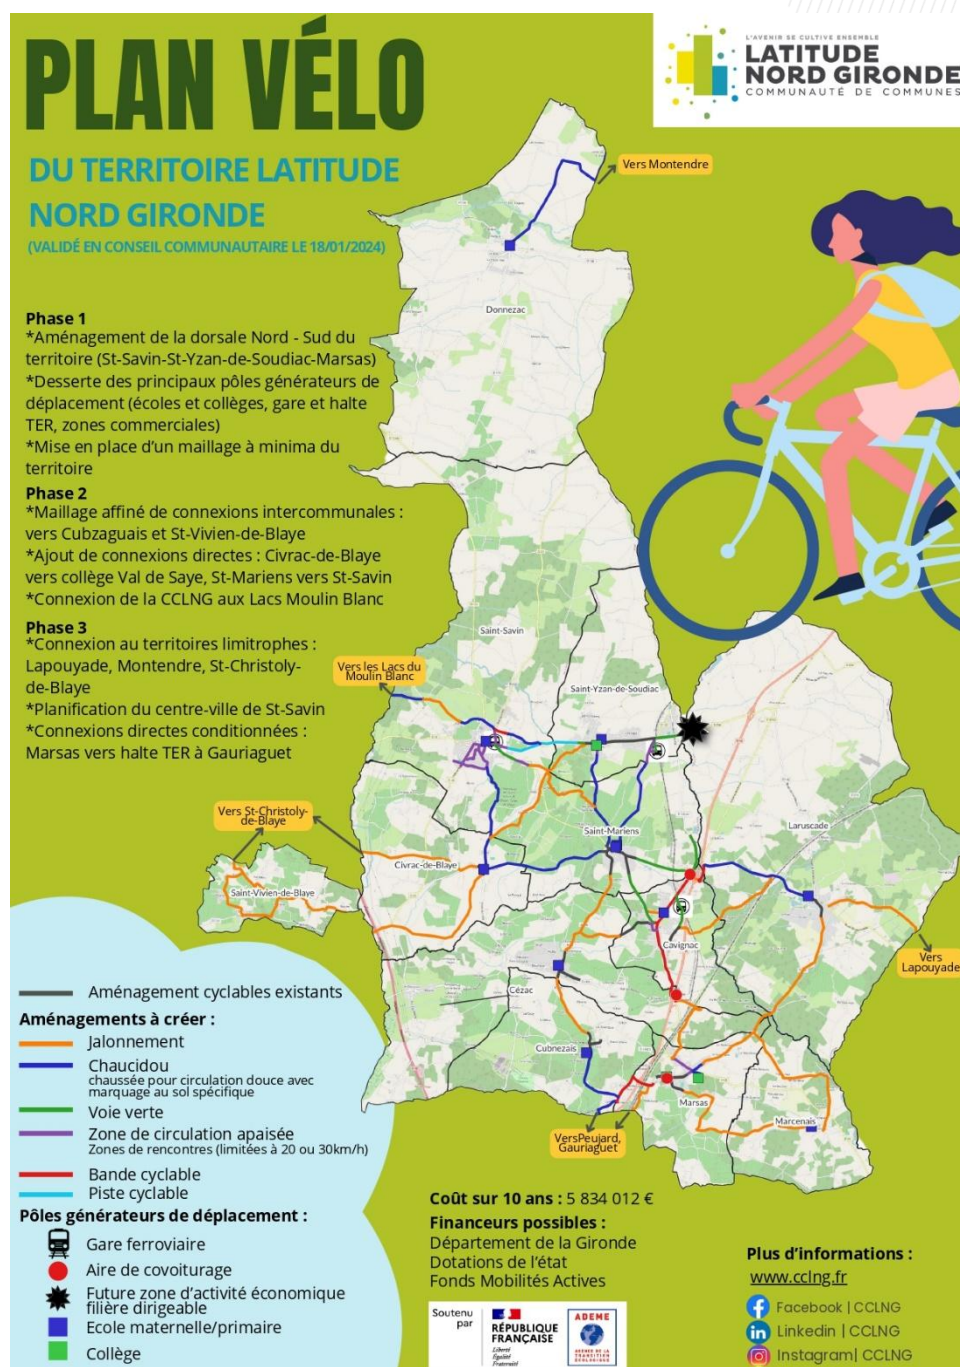 PLAN VÉLO
L'AVENIR SE CULTIVE ENSEMBLE
LATITUDE
NORD GIRONDE
COMMUNAUTÉ DE COMMUNES
DU TERRITOIRE LATITUDE
NORD GIRONDE
(VALIDÉ EN CONSEIL COMMUNAUTAIRE LE 18/01/2024)
Vers Montendre
Donnezac
Phase 1
*Aménagement de la dorsale Nord - Sud du
territoire (St-Savin-St-Yzan-de-Soudiac-Marsas)
*Desserte des principaux pôles générateurs de
déplacement (écoles et collèges, gare et halte
TER, zones commerciales)
*Mise en place d'un maillage à minima du
territoire
Phase 2
*Maillage affiné de connexions intercommunales :
vers Cubzaguais et St-Vivien-de-Blaye
*Ajout de connexions directes : Civrac-de-Blaye
vers collège Val de Saye, St-Mariens vers St-Savin
*Connexion de la CCLNG aux Lacs Moulin Blanc
Phase 3
*Connexion au territoires limitrophes :
Lapouyade, Montendre, St-Christoly-
de-Blaye
*Planification du centre-ville de St-Savin
*Connexions directes conditionnées :
Marsas vers halte TER à Gauriaguet
Saint-Savin
Vers les Lacs du
Moulin Blanc
Saint-Yzan-de-Soudiac
Vers St-Christoly-
de-Blaye
Laruscade
Saint-Mariens
Civrac-de-Blaye
Saint-Vivien-de-Blaye
Cavignac
Vers
Lapouyade
Cézac
Cubnezais
Marsas
Marcenais
VersPeujard,
Gauriaguet
Aménagement cyclables existants
Aménagements à créer :
Jalonnement
Chaucidou
chaussée pour circulation douce avec
marquage au sol spécifique
Voie verte
Zone de circulation apaisée
Zones de rencontres (limitées à 20 ou 30km/h)
Bande cyclable
Piste cyclable
Pôles générateurs de déplacement :
Gare ferroviaire
Aire de covoiturage
Future zone d'activité économique
filière dirigeable
Ecole maternelle/primaire
Collège
Coût sur 10 ans : 5 834 012 €
Financeurs possibles :
Département de la Gironde
Dotations de l'état
Fonds Mobilités Actives
Soutenu
par
RÉPUBLIQUE
FRANÇAISE
Liberté
Égalité
Fraternité
ADEME
AGENCE DE LA
TRANSITION
ÉCOLOGIQUE
Plus d'informations :
www.cclng.fr
Facebook | CCLNG
Linkedin | CCLNG
Instagram| CCLNG